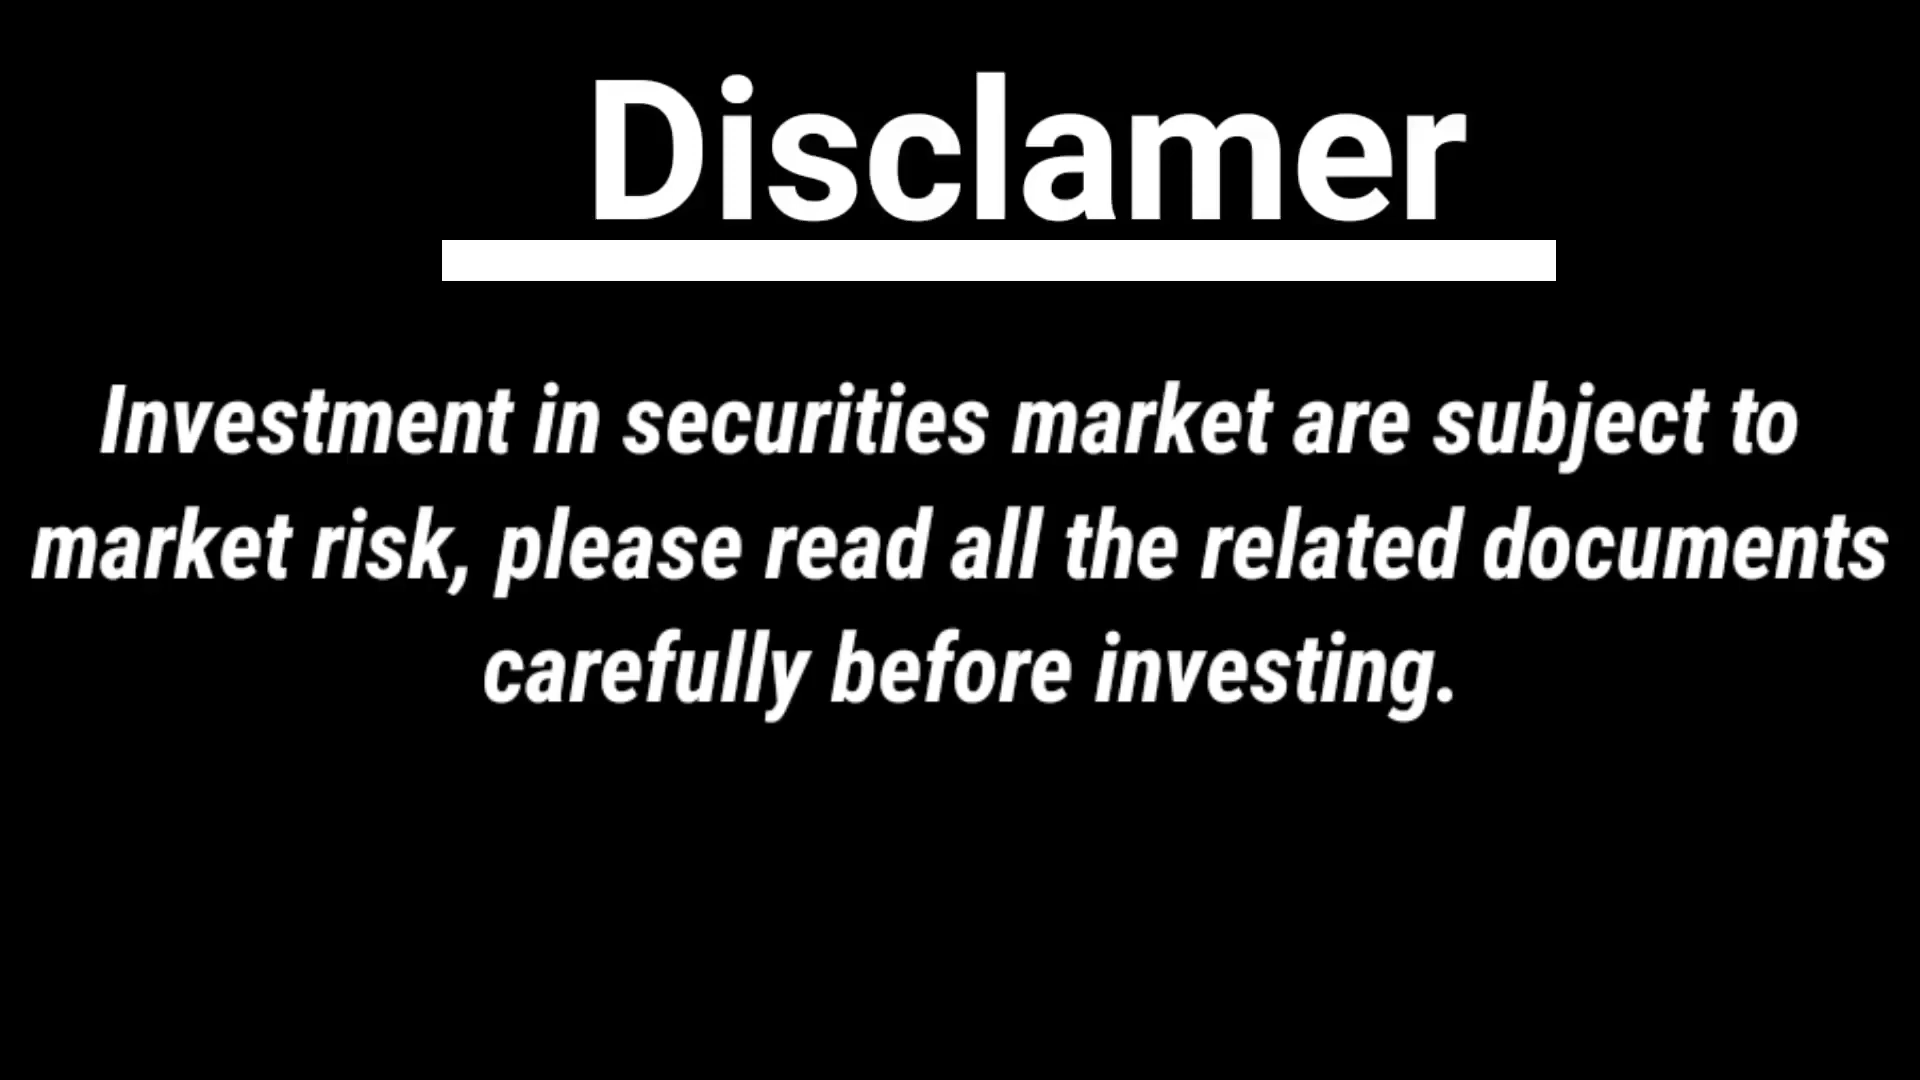 Disclamer
Investment in securities market are subject to
market risk, please read all the related documents
carefully before investing.